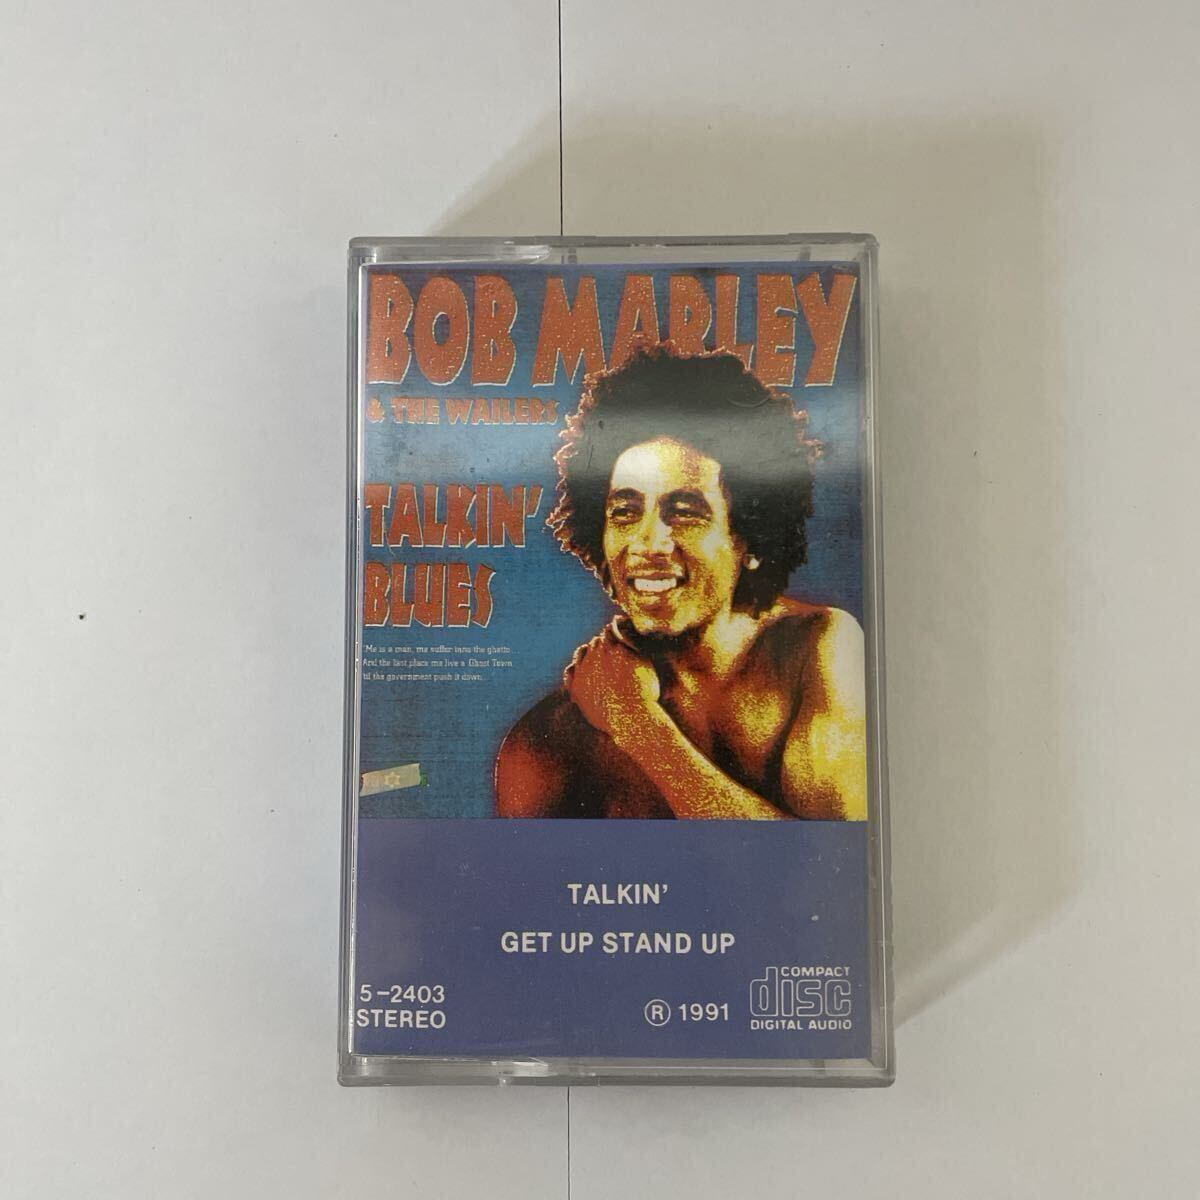 BOB MARLEY
& THE WAILERS
TALKIN'
BLUES
"Me is a man, me suffer inna the ghetto...
And the last place me live a Ghost Town
'til the government push it down.
TALKIN'
GET UP STAND UP
5-2403
STEREO
Ⓡ 1991
COMPACT
disc
DIGITAL AUDIO